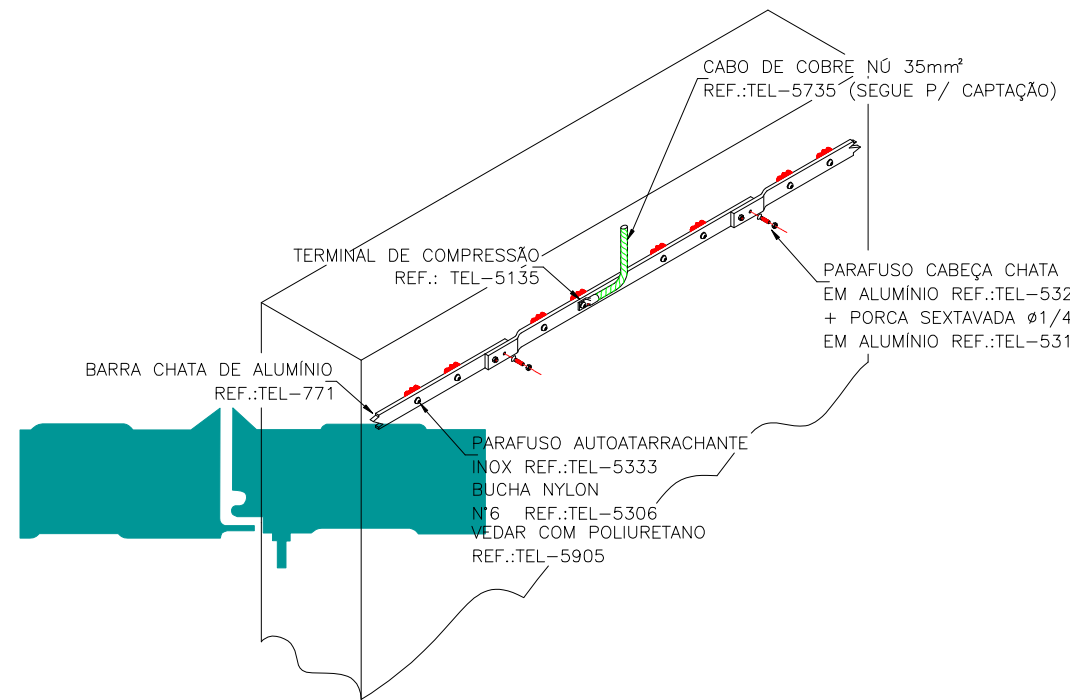 CABO DE COBRE NÚ 35mm²
REF.:TEL-5735 (SEGUE P/ CAPTAÇÃO)
TERMINAL DE COMPRESSÃO
REF.: TEL-5135
PARAFUSO CABEÇA CHATA
EM ALUMÍNIO REF.:TEL-532
+ PORCA SEXTAVADA ø1/4
EM ALUMÍNIO REF.:TEL-531
BARRA CHATA DE ALUMÍNIO
REF.:TEL-771
PARAFUSO AUTOATARRACHANTE
INOX REF.:TEL-5333
BUCHA NYLON
N°6 REF.:TEL-5306
VEDAR COM POLIURETANO
REF.:TEL-5905